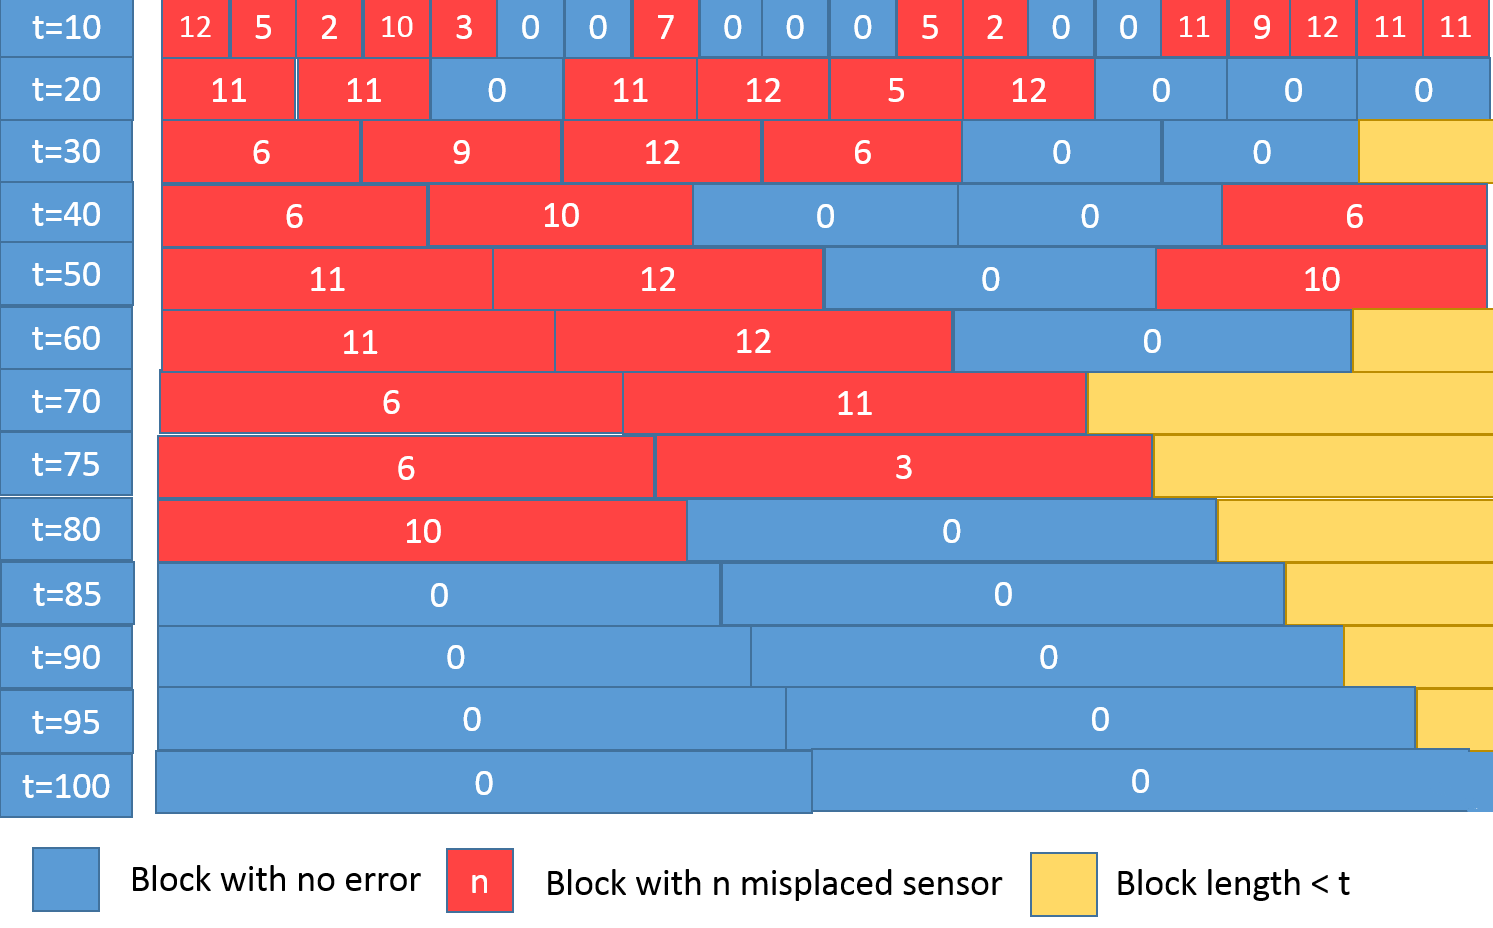 t=10 12 5 2 10 3 0 0 7 0 0 0 5 2 0 0 11 9 12 11 11
t=20 11 11 0 11 12 5 12 0 0 0
t=30 6 9 12 6 0 0
t=40 6 10 0 0 6
t=50 11 12 0 10
t=60 11 12 0
t=70 6 11
t=75 6 3
t=80 10 0
t=85 0 0
t=90 0 0
t=95 0 0
t=100 0 0
Block with no error n Block with n misplaced sensor Block length < t